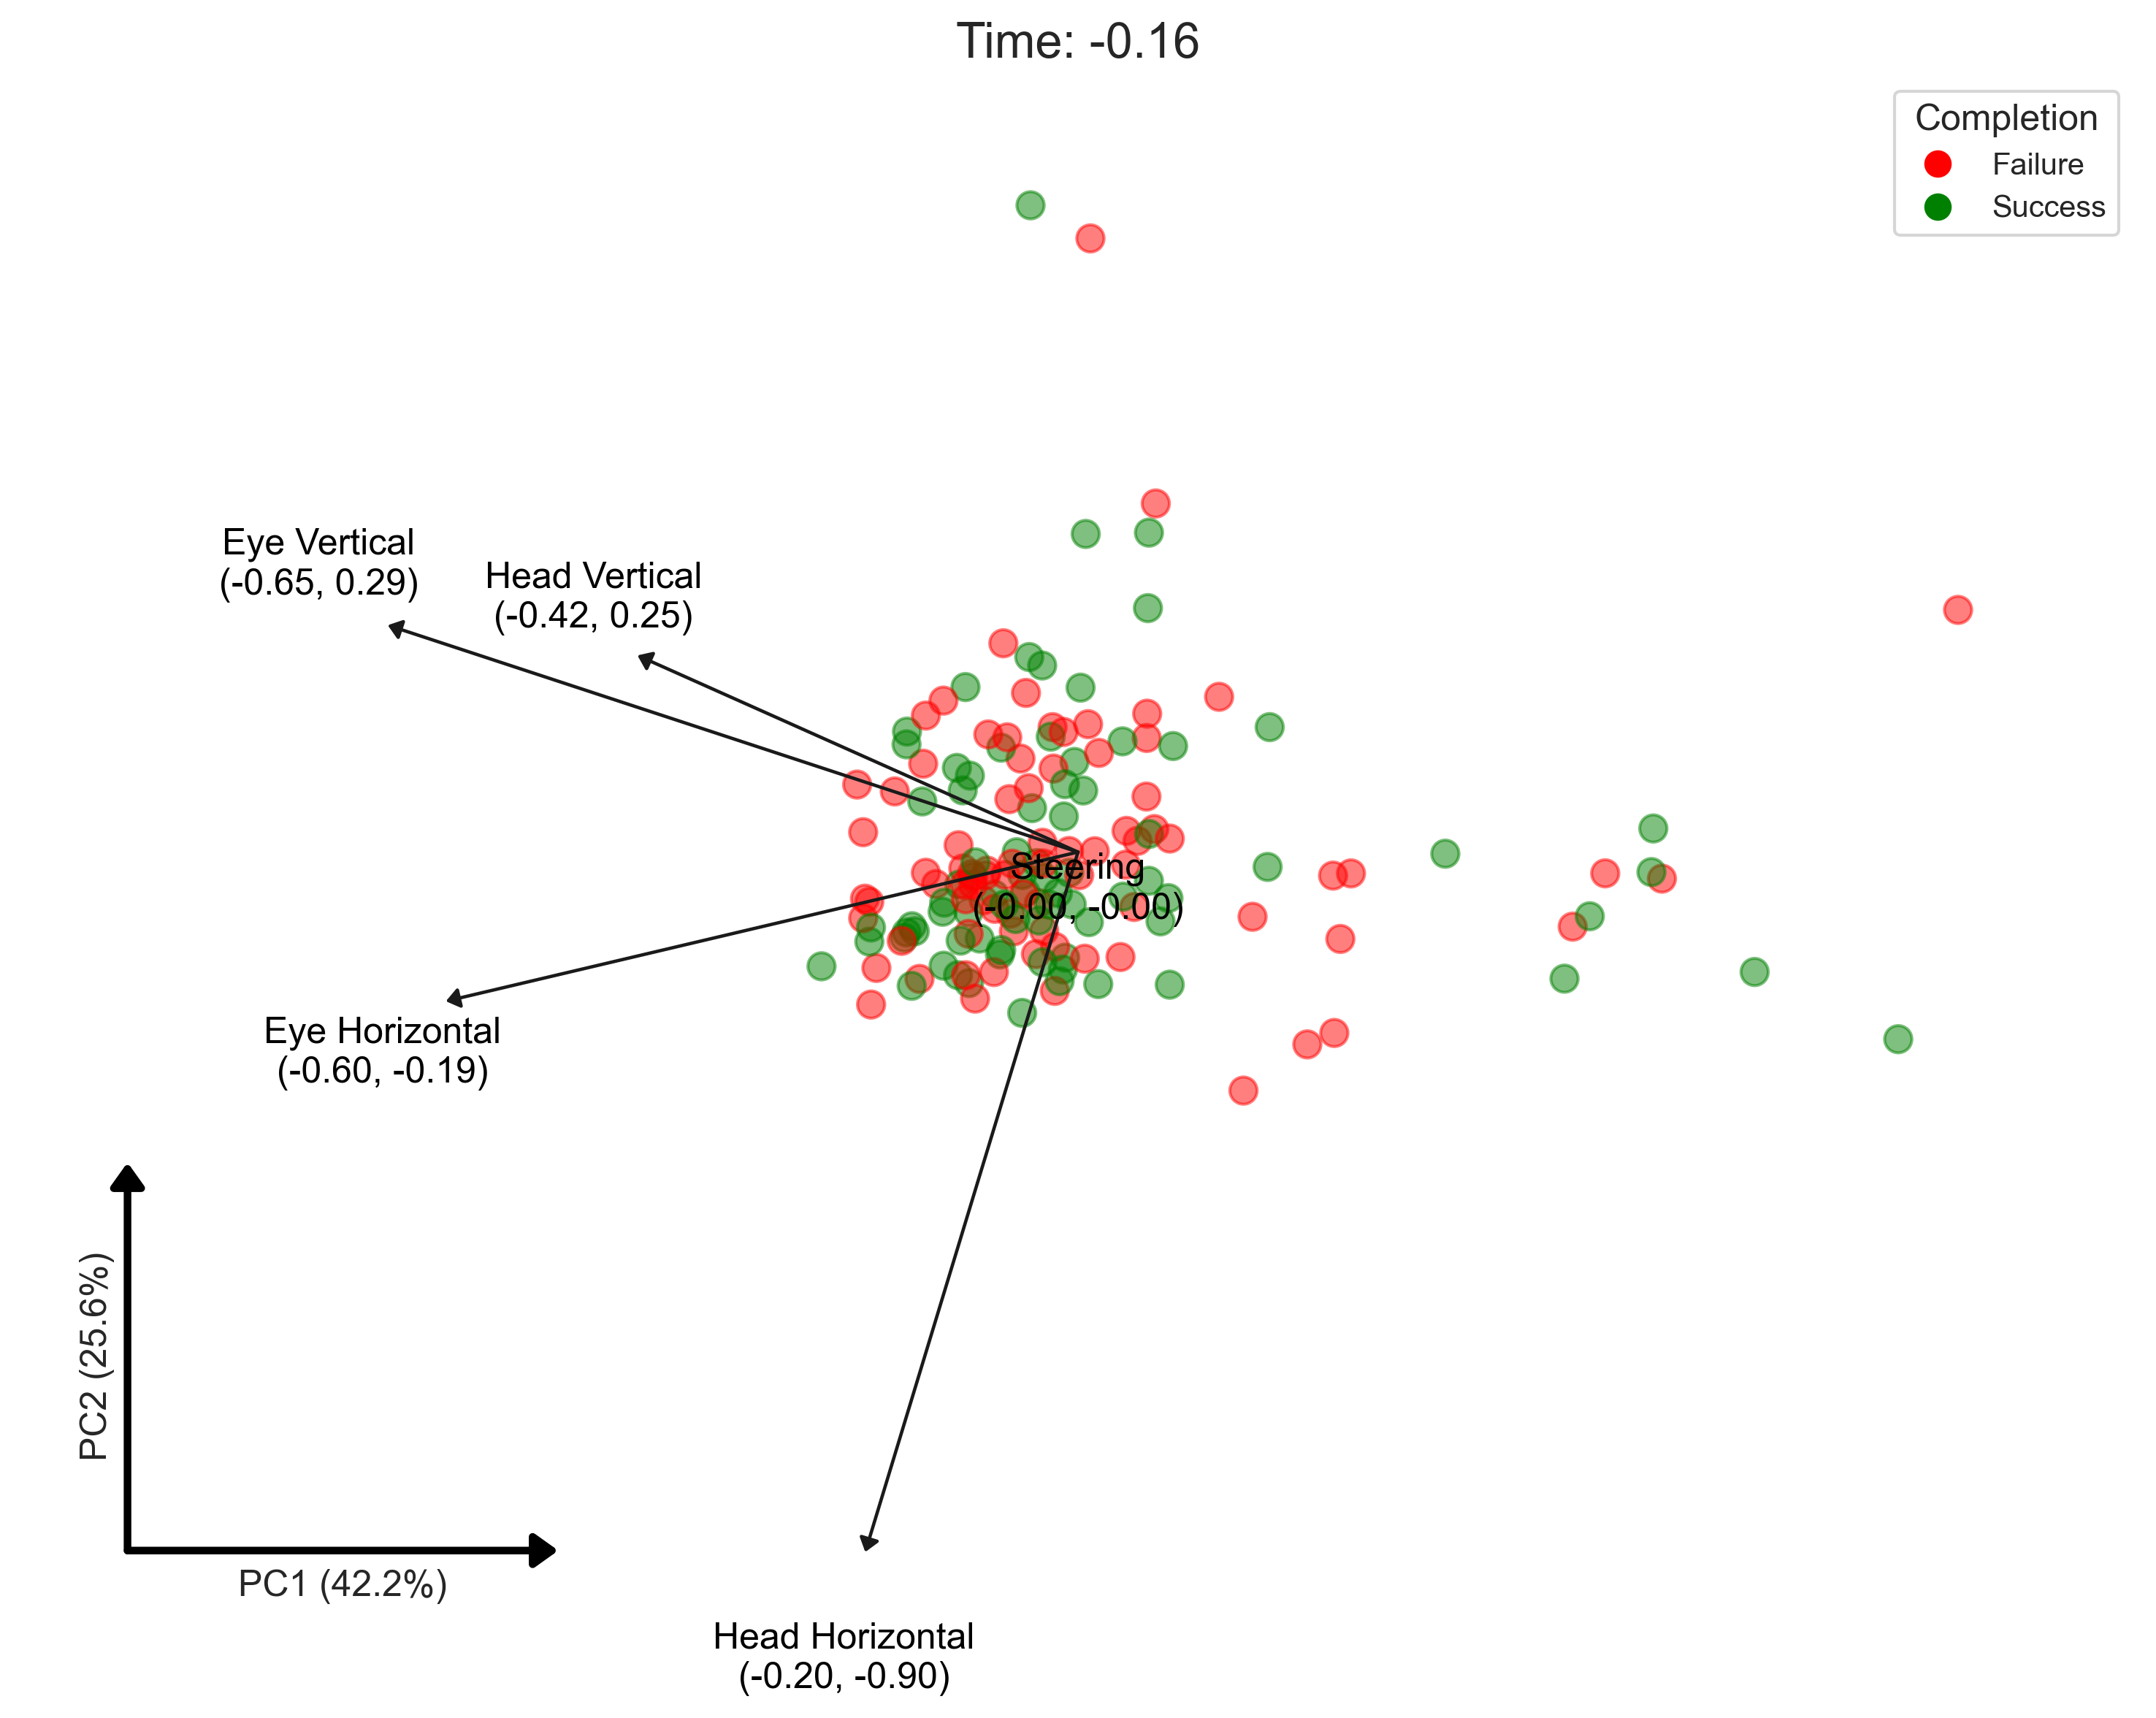 Time: -0.16
Completion
Failure
Success
Eye Vertical
(-0.65, 0.29)
Head Vertical
(-0.42, 0.25)
Steering
(-0.00, -0.00)
Eye Horizontal
(-0.60, -0.19)
PC2 (25.6%)
PC1 (42.2%)
Head Horizontal
(-0.20, -0.90)